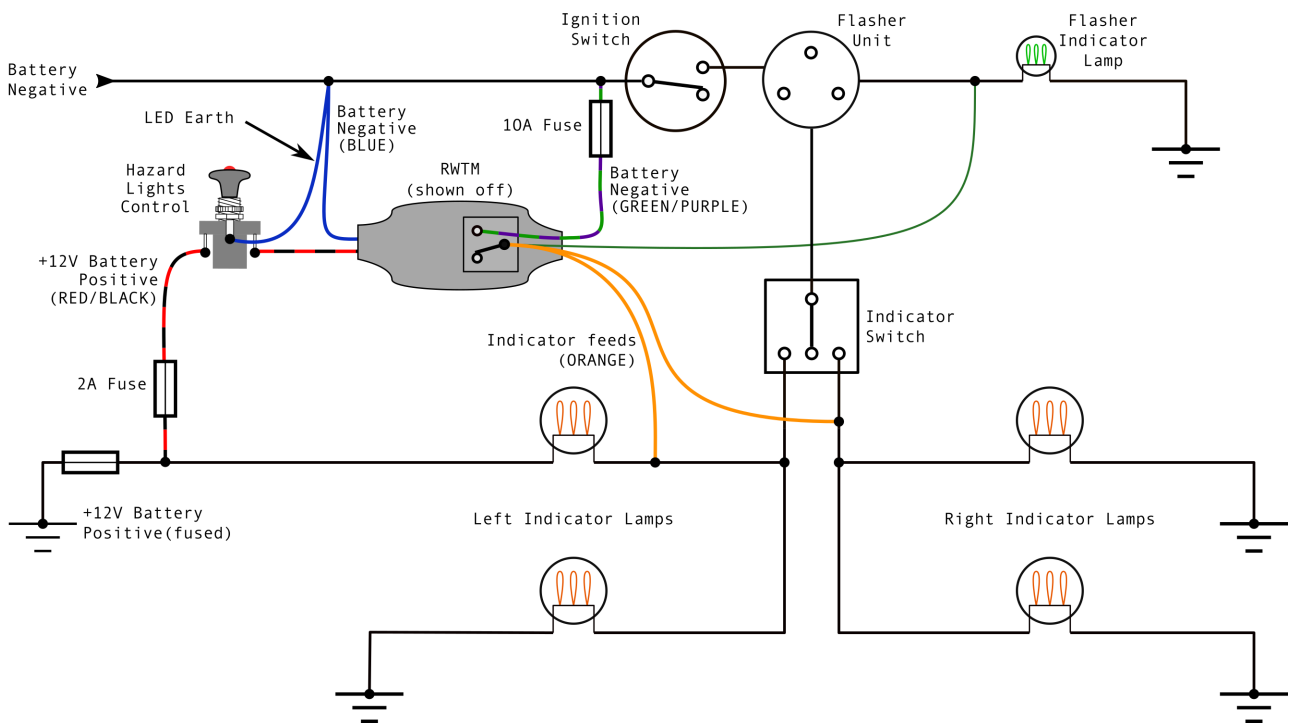 Ignition
Switch
Flasher
Unit
Flasher
Indicator
Lamp
Battery
Negative
LED Earth
Battery
Negative
(BLUE)
10A Fuse
Hazard
Lights
Control
RWTM
(shown off)
Battery
Negative
(GREEN/PURPLE)
+12V Battery
Positive
(RED/BLACK)
Indicator
Switch
Indicator feeds
(ORANGE)
2A Fuse
+12V Battery
Positive(fused)
Left Indicator Lamps
Right Indicator Lamps